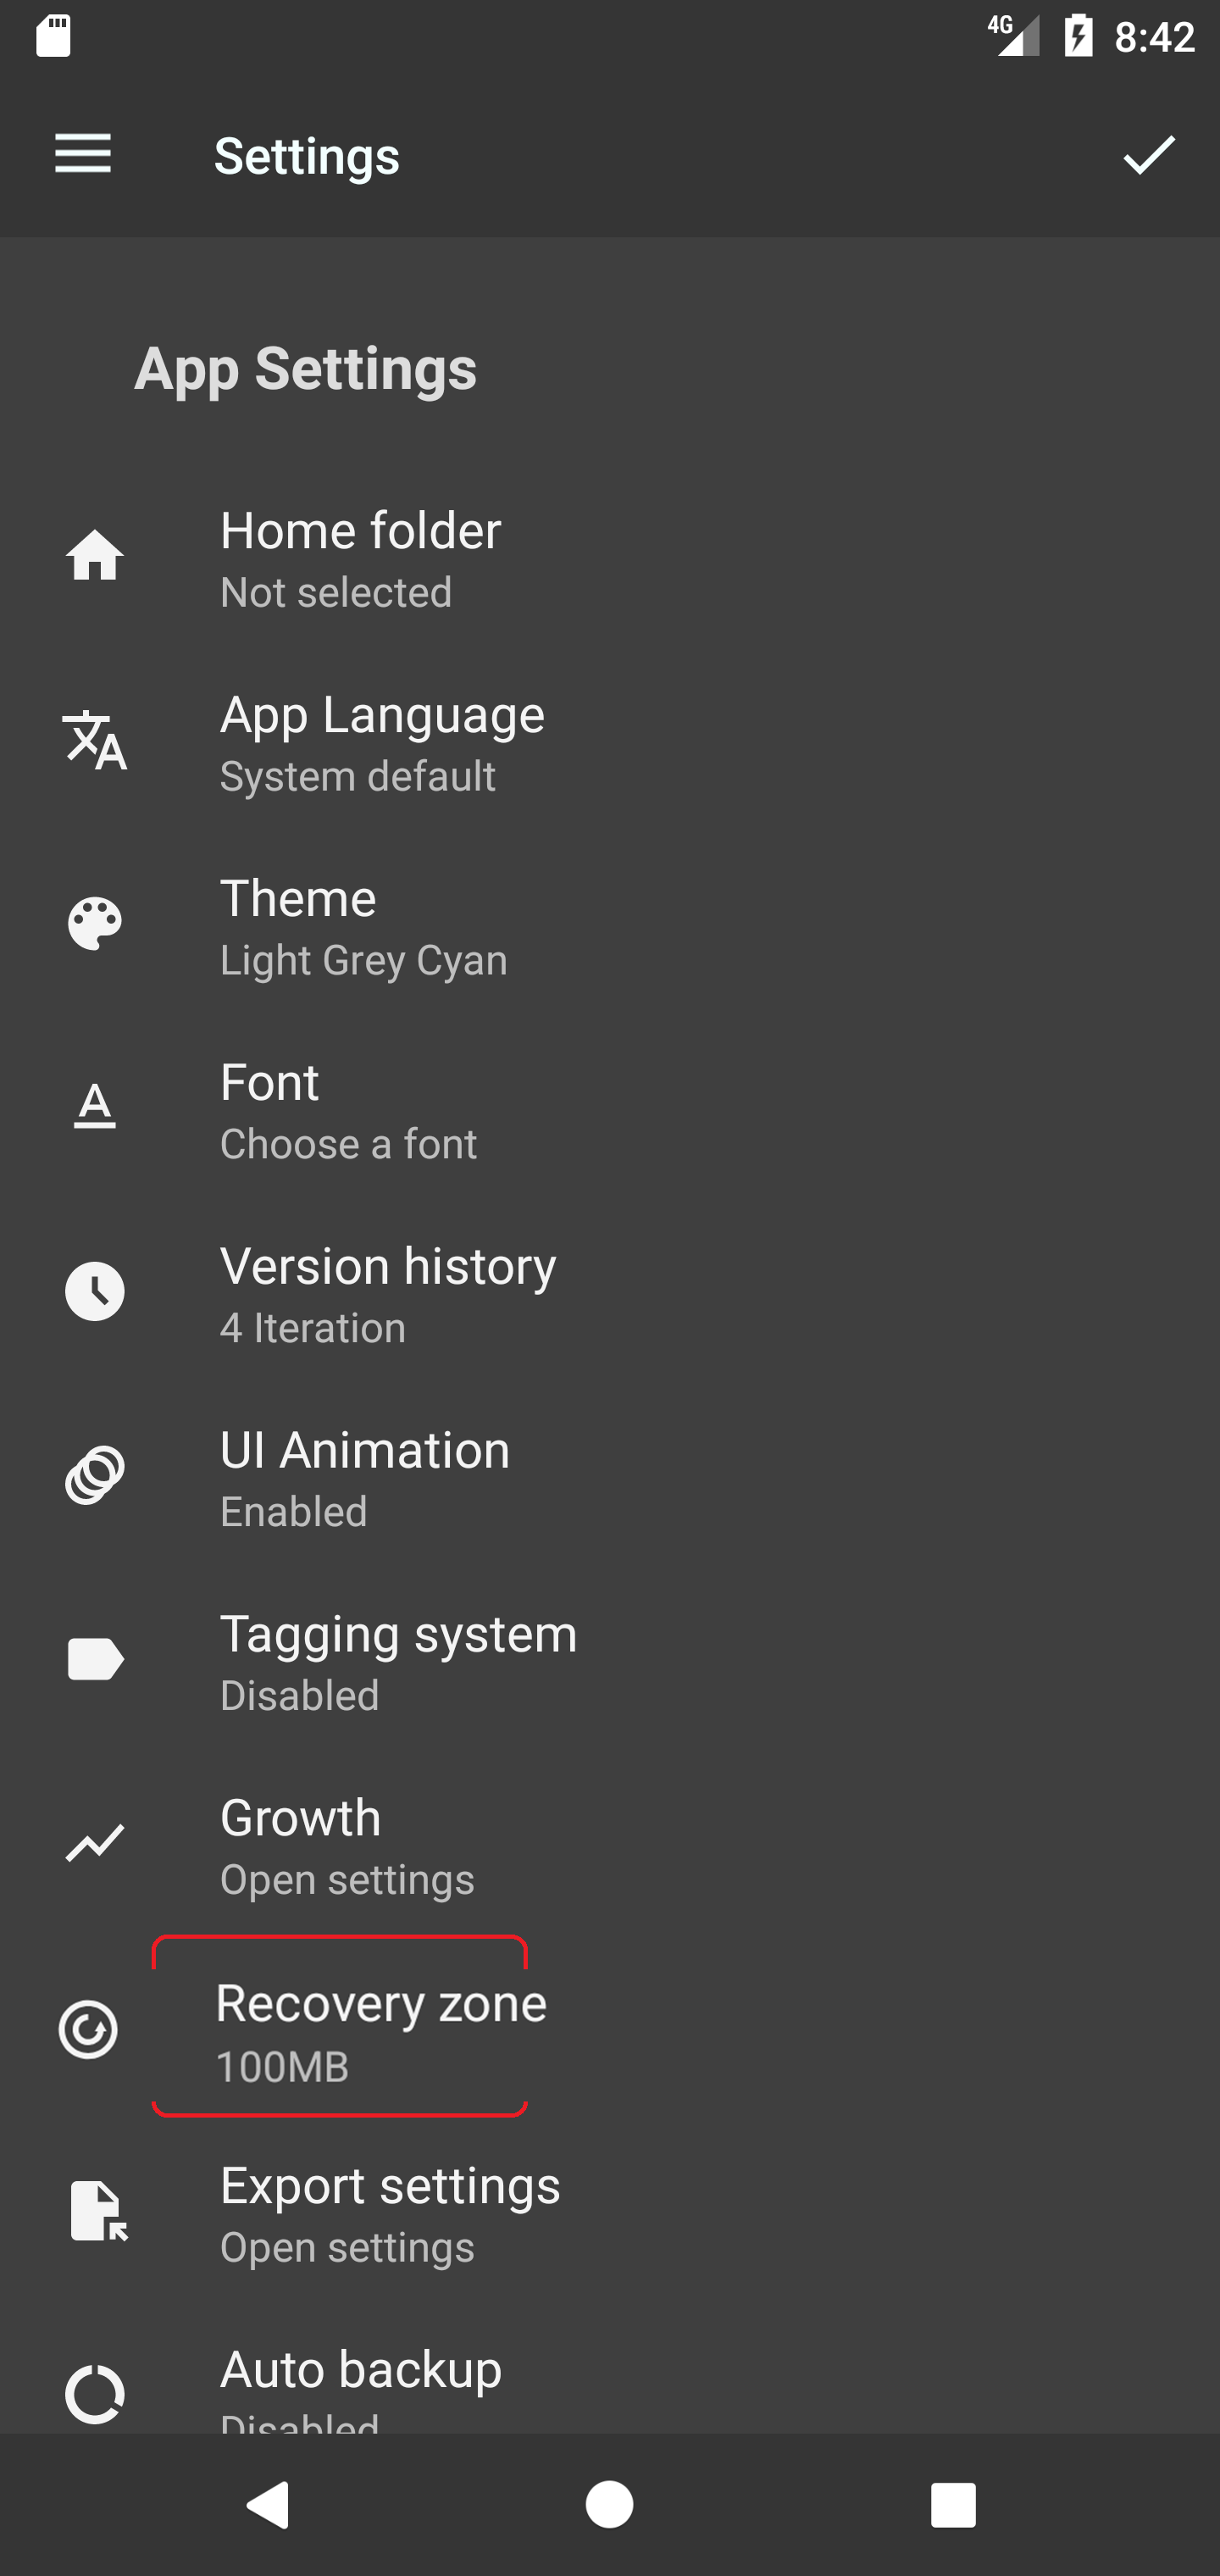 4G 8:42
Settings
App Settings
Home folder
Not selected
App Language
System default
Theme
Light Grey Cyan
Font
Choose a font
Version history
4 Iteration
UI Animation
Enabled
Tagging system
Disabled
Growth
Open settings
Recovery zone
100MB
Export settings
Open settings
Auto backup
Disabled